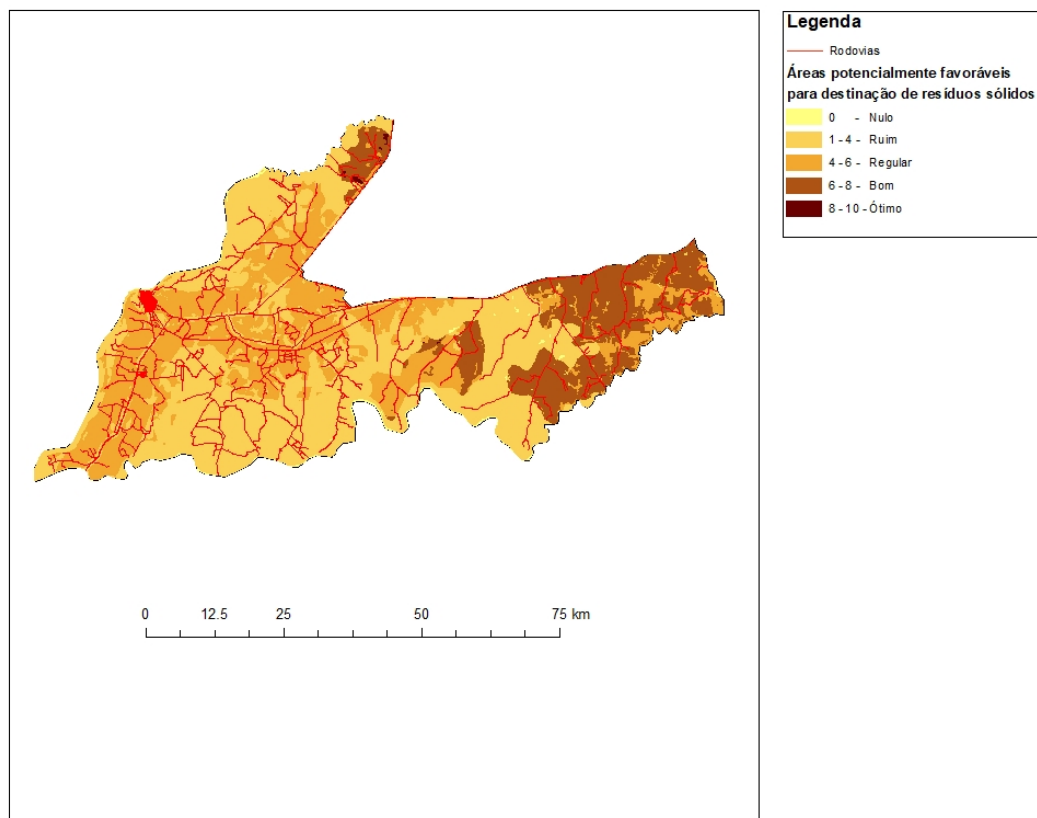 Legenda
Rodovias
Áreas potencialmente favoráveis
para destinação de resíduos sólidos
0 - Nulo
1 - 4 - Ruim
4 - 6 - Regular
6 - 8 - Bom
8 - 10 - Ótimo
0 12.5 25 50 75 km